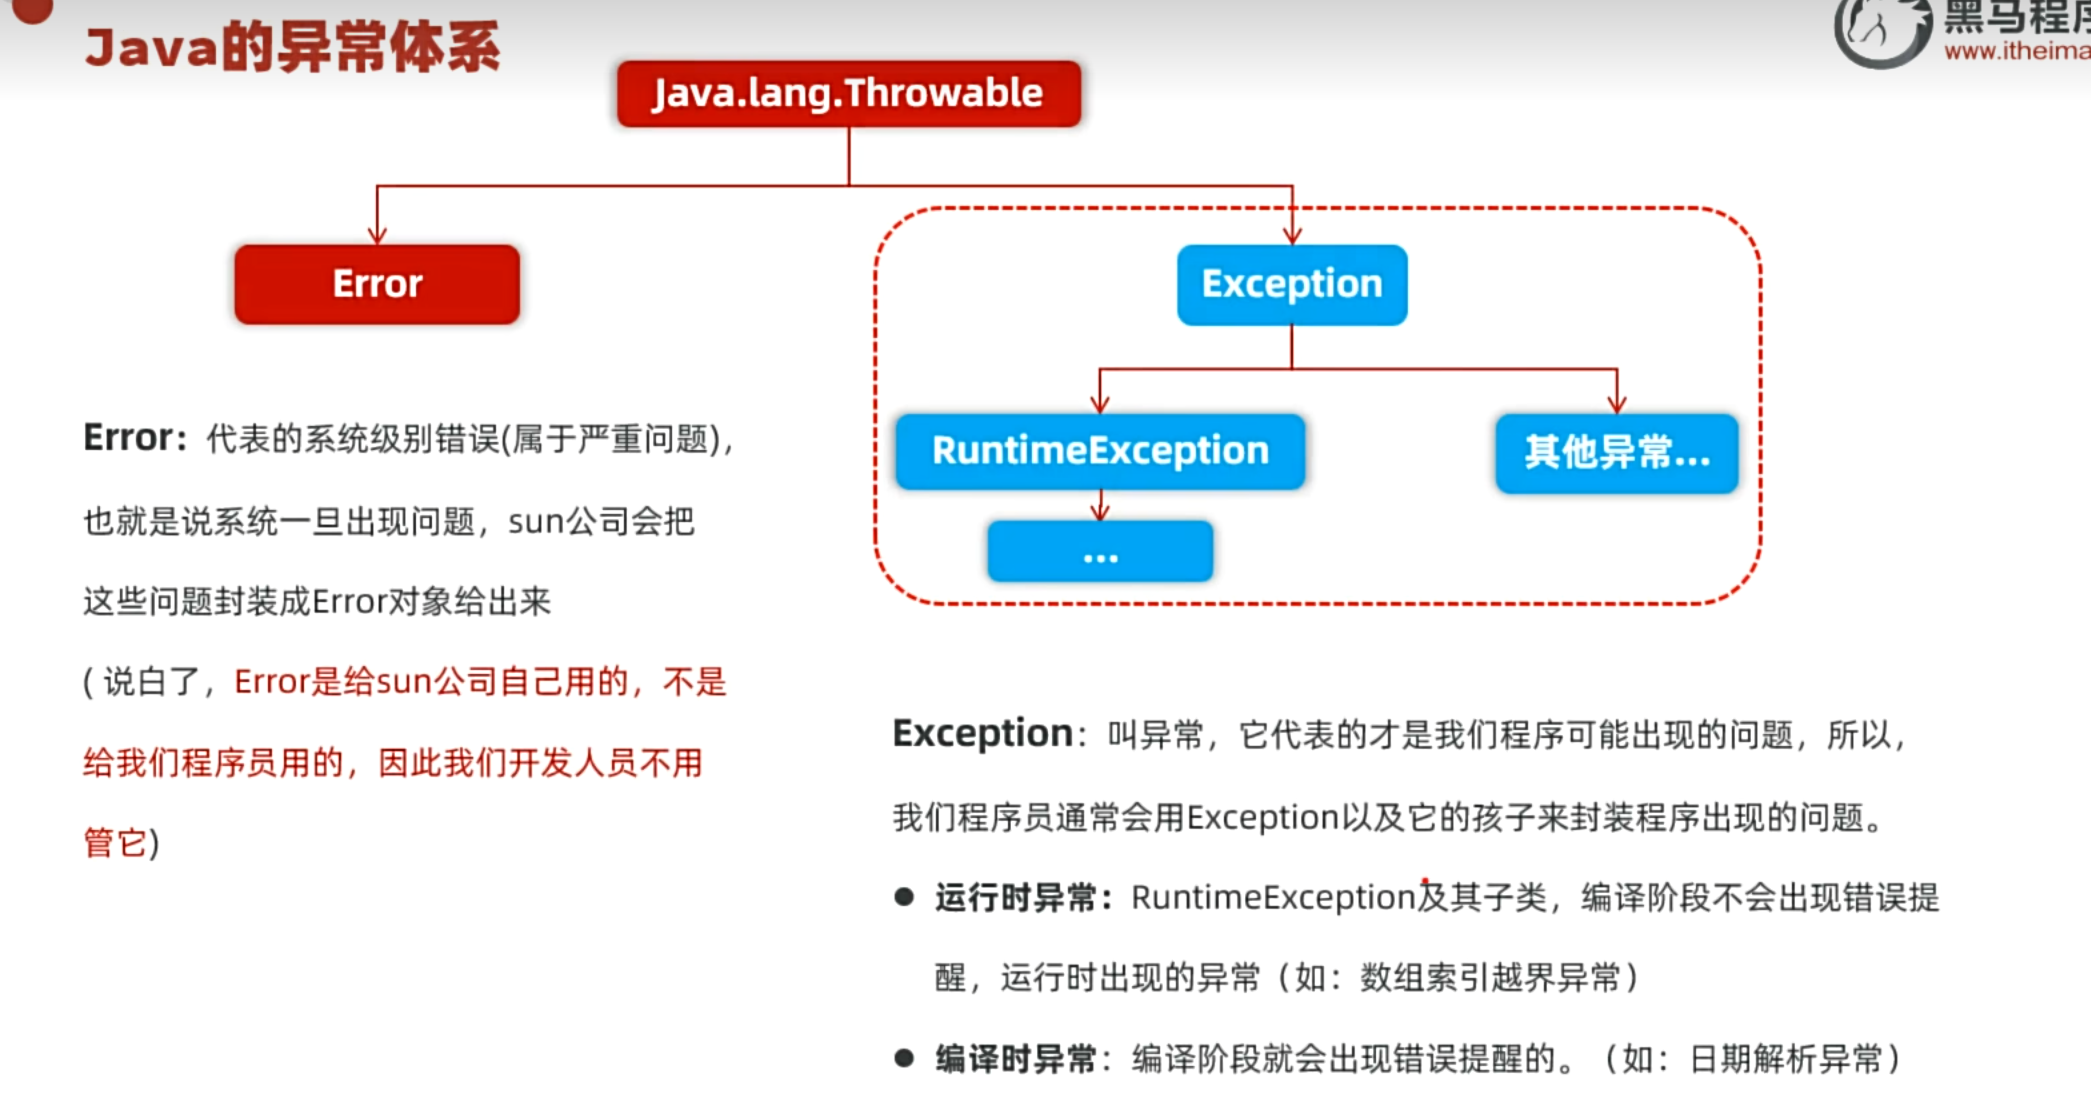 Java的异常体系
黑马程序
www.itheima
Java.lang.Throwable
Error
Exception
RuntimeException
其他异常...
...
Error：代表的系统级别错误(属于严重问题)，
也就是说系统一旦出现问题，sun公司会把
这些问题封装成Error对象给出来
( 说白了，Error是给sun公司自己用的，不是
给我们程序员用的，因此我们开发人员不用
管它)
Exception：叫异常，它代表的才是我们程序可能出现的问题，所以，
我们程序员通常会用Exception以及它的孩子来封装程序出现的问题。
● 运行时异常：RuntimeException及其子类，编译阶段不会出现错误提
醒，运行时出现的异常（如：数组索引越界异常）
● 编译时异常：编译阶段就会出现错误提醒的。（如：日期解析异常）